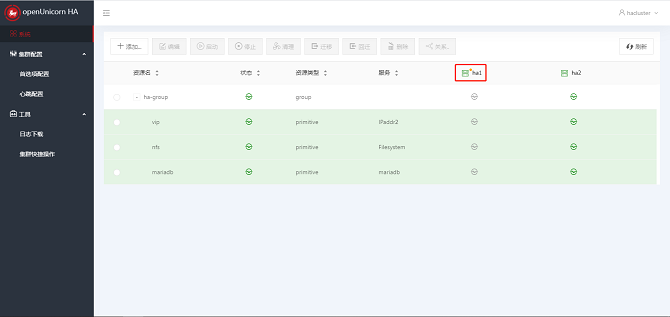 openUnicorn HA
hacluster
系统
集群配置
首选项配置
心跳配置
工具
日志下载
集群快捷操作
添加... 编辑 启动 停止 清理 迁移 回迁 删除 关系.. 刷新
资源名 状态 资源类型 服务 ha1 ha2
- ha-group group
vip primitive IPaddr2
nfs primitive Filesystem
mariadb primitive mariadb